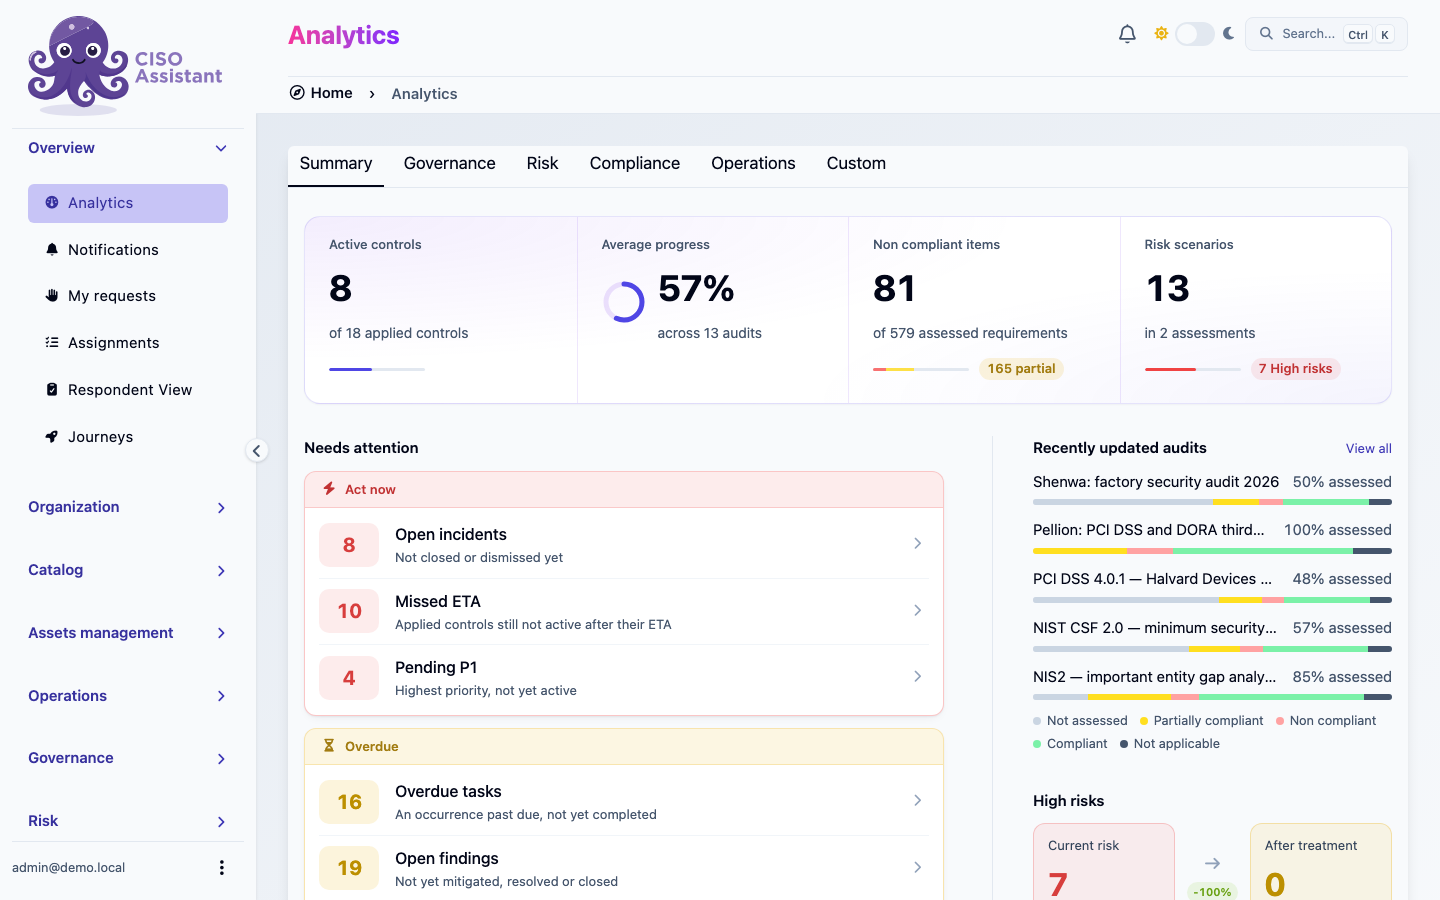 CISO
Assistant
Overview
Analytics
Notifications
My requests
Assignments
Respondent View
Journeys
Organization
Catalog
Assets management
Operations
Governance
Risk
admin@demo.local
Analytics
Search... Ctrl K
Home › Analytics
Summary Governance Risk Compliance Operations Custom
Active controls
8
of 18 applied controls
Average progress
57%
across 13 audits
Non compliant items
81
of 579 assessed requirements
165 partial
Risk scenarios
13
in 2 assessments
7 High risks
Needs attention
Act now
8
Open incidents
Not closed or dismissed yet
10
Missed ETA
Applied controls still not active after their ETA
4
Pending P1
Highest priority, not yet active
Overdue
16
Overdue tasks
An occurrence past due, not yet completed
19
Open findings
Not yet mitigated, resolved or closed
Recently updated audits View all
Shenwa: factory security audit 2026 50% assessed
Pellion: PCI DSS and DORA third... 100% assessed
PCI DSS 4.0.1 — Halvard Devices ... 48% assessed
NIST CSF 2.0 — minimum security... 57% assessed
NIS2 — important entity gap analy... 85% assessed
Not assessed Partially compliant Non compliant
Compliant Not applicable
High risks
Current risk
7
-100%
After treatment
0